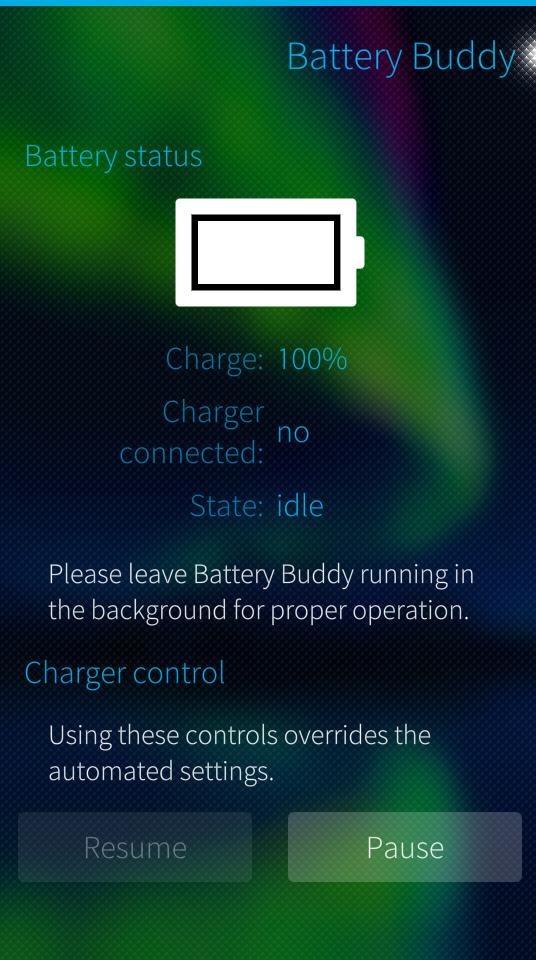 Battery Buddy
Battery status
Charge: 100%
Charger
connected: no
State: idle
Please leave Battery Buddy running in
the background for proper operation.
Charger control
Using these controls overrides the
automated settings.
Resume Pause